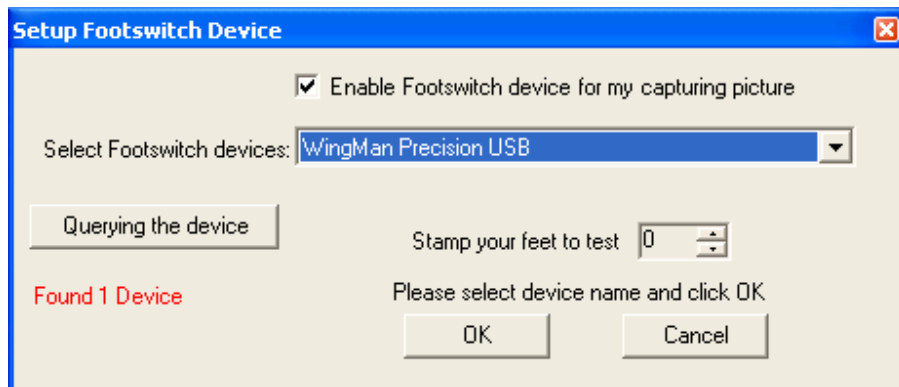 Setup Footswitch Device
Enable Footswitch device for my capturing picture
Select Footswitch devices: WingMan Precision USB
Querying the device
Stamp your feet to test 0
Found 1 Device
Please select device name and click OK
OK Cancel